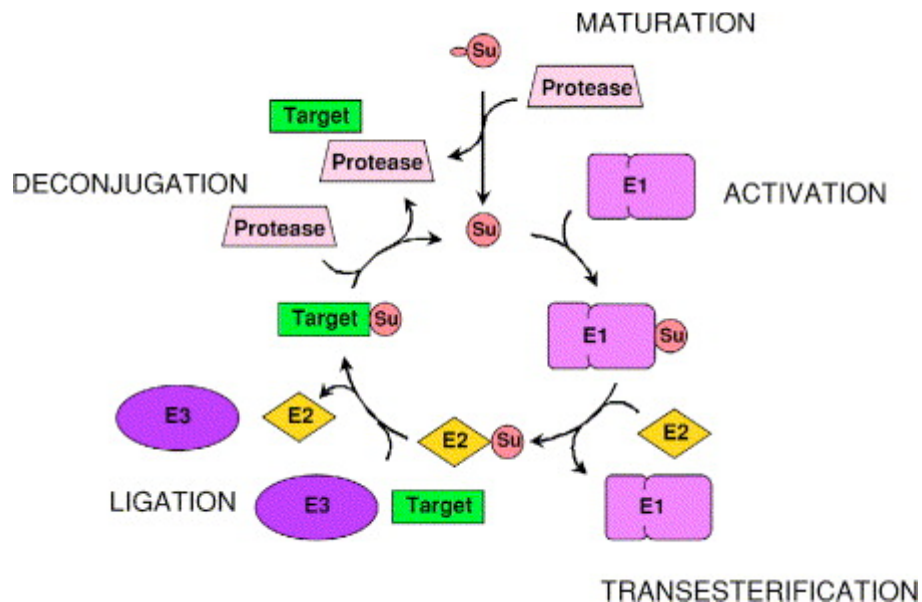 MATURATION
Su
Protease
Target
Protease
DECONJUGATION
E1
ACTIVATION
Protease
Su
Target
Su
E1
Su
E3
E2
E2
Su
E2
LIGATION
E3
Target
E1
TRANSESTERIFICATION